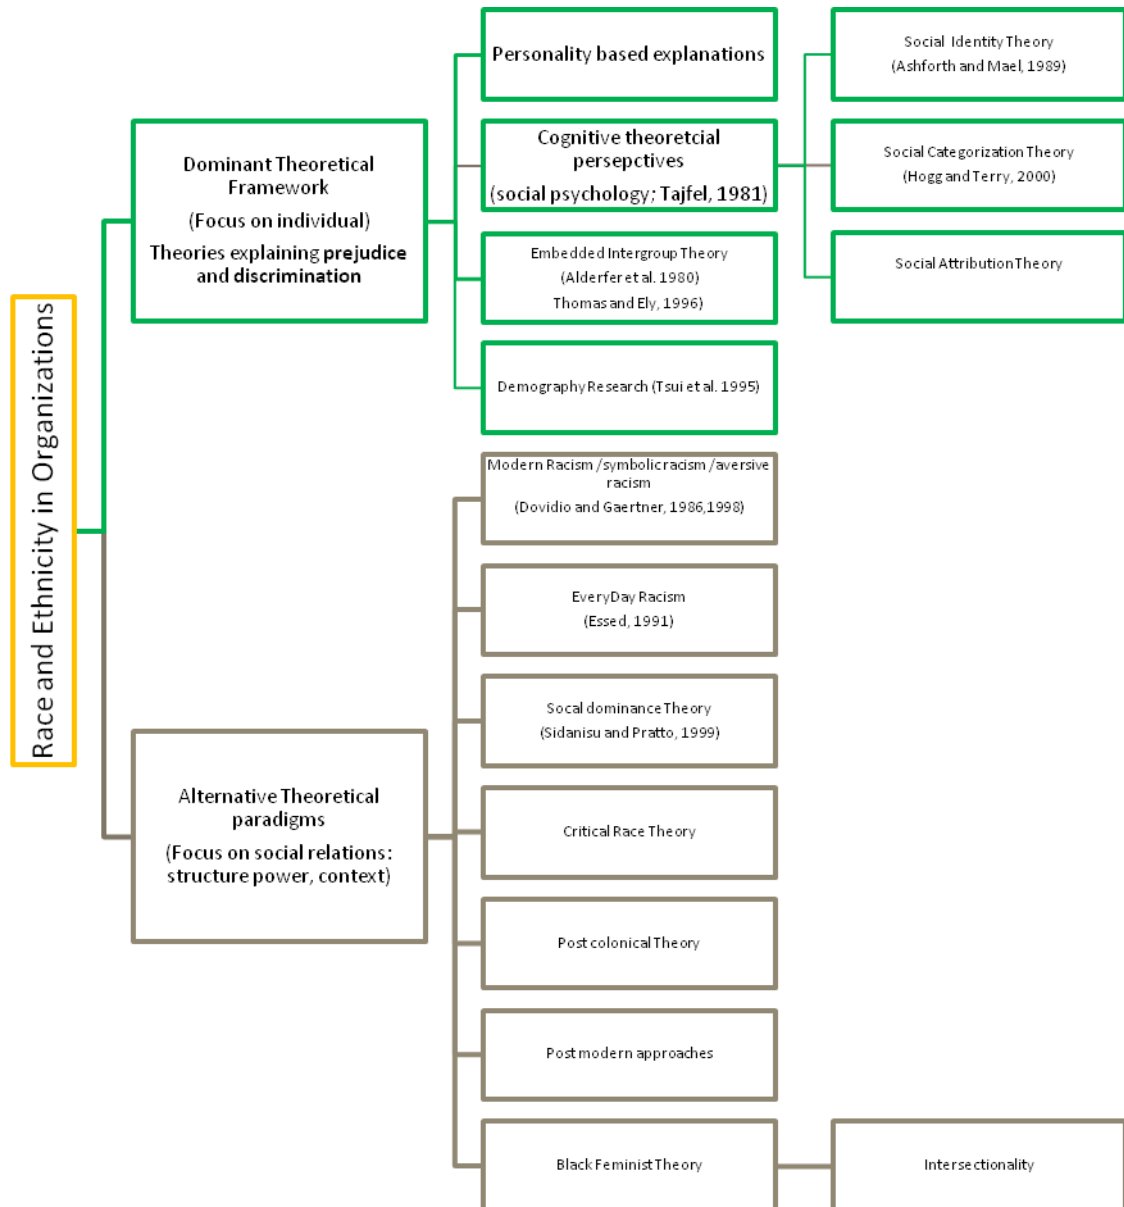 Race and Ethnicity in Organizations
Dominant Theoretical
Framework
(Focus on individual)
Theories explaining prejudice
and discrimination
Personality based explanations
Cognitive theoretcial
persepctives
(social psychology; Tajfel, 1981)
Social Identity Theory
(Ashforth and Mael, 1989)
Social Categorization Theory
(Hogg and Terry, 2000)
Social Attribution Theory
Embedded Intergroup Theory
(Alderfer et al. 1980)
Thomas and Ely, 1996)
Demography Research (Tsui et al. 1995)
Alternative Theoretical
paradigms
(Focus on social relations:
structure power, context)
Modern Racism /symbolic racism /aversive
racism
(Dovidio and Gaertner, 1986,1998)
EveryDay Racism
(Essed, 1991)
Socal dominance Theory
(Sidanisu and Pratto, 1999)
Critical Race Theory
Post colonical Theory
Post modern approaches
Black Feminist Theory
Intersectionality